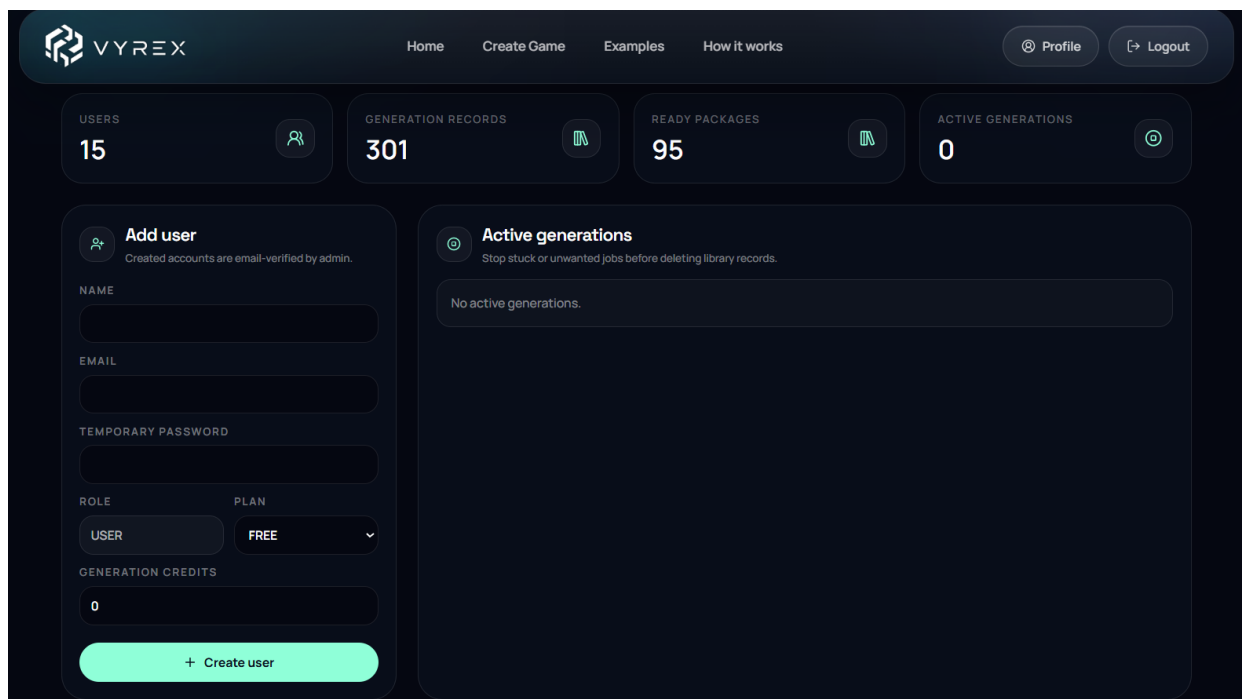 VYREX
Home Create Game Examples How it works
Profile Logout
USERS
15
GENERATION RECORDS
301
READY PACKAGES
95
ACTIVE GENERATIONS
0
Add user
Created accounts are email-verified by admin.
NAME
EMAIL
TEMPORARY PASSWORD
ROLE PLAN
USER FREE
GENERATION CREDITS
0
+ Create user
Active generations
Stop stuck or unwanted jobs before deleting library records.
No active generations.